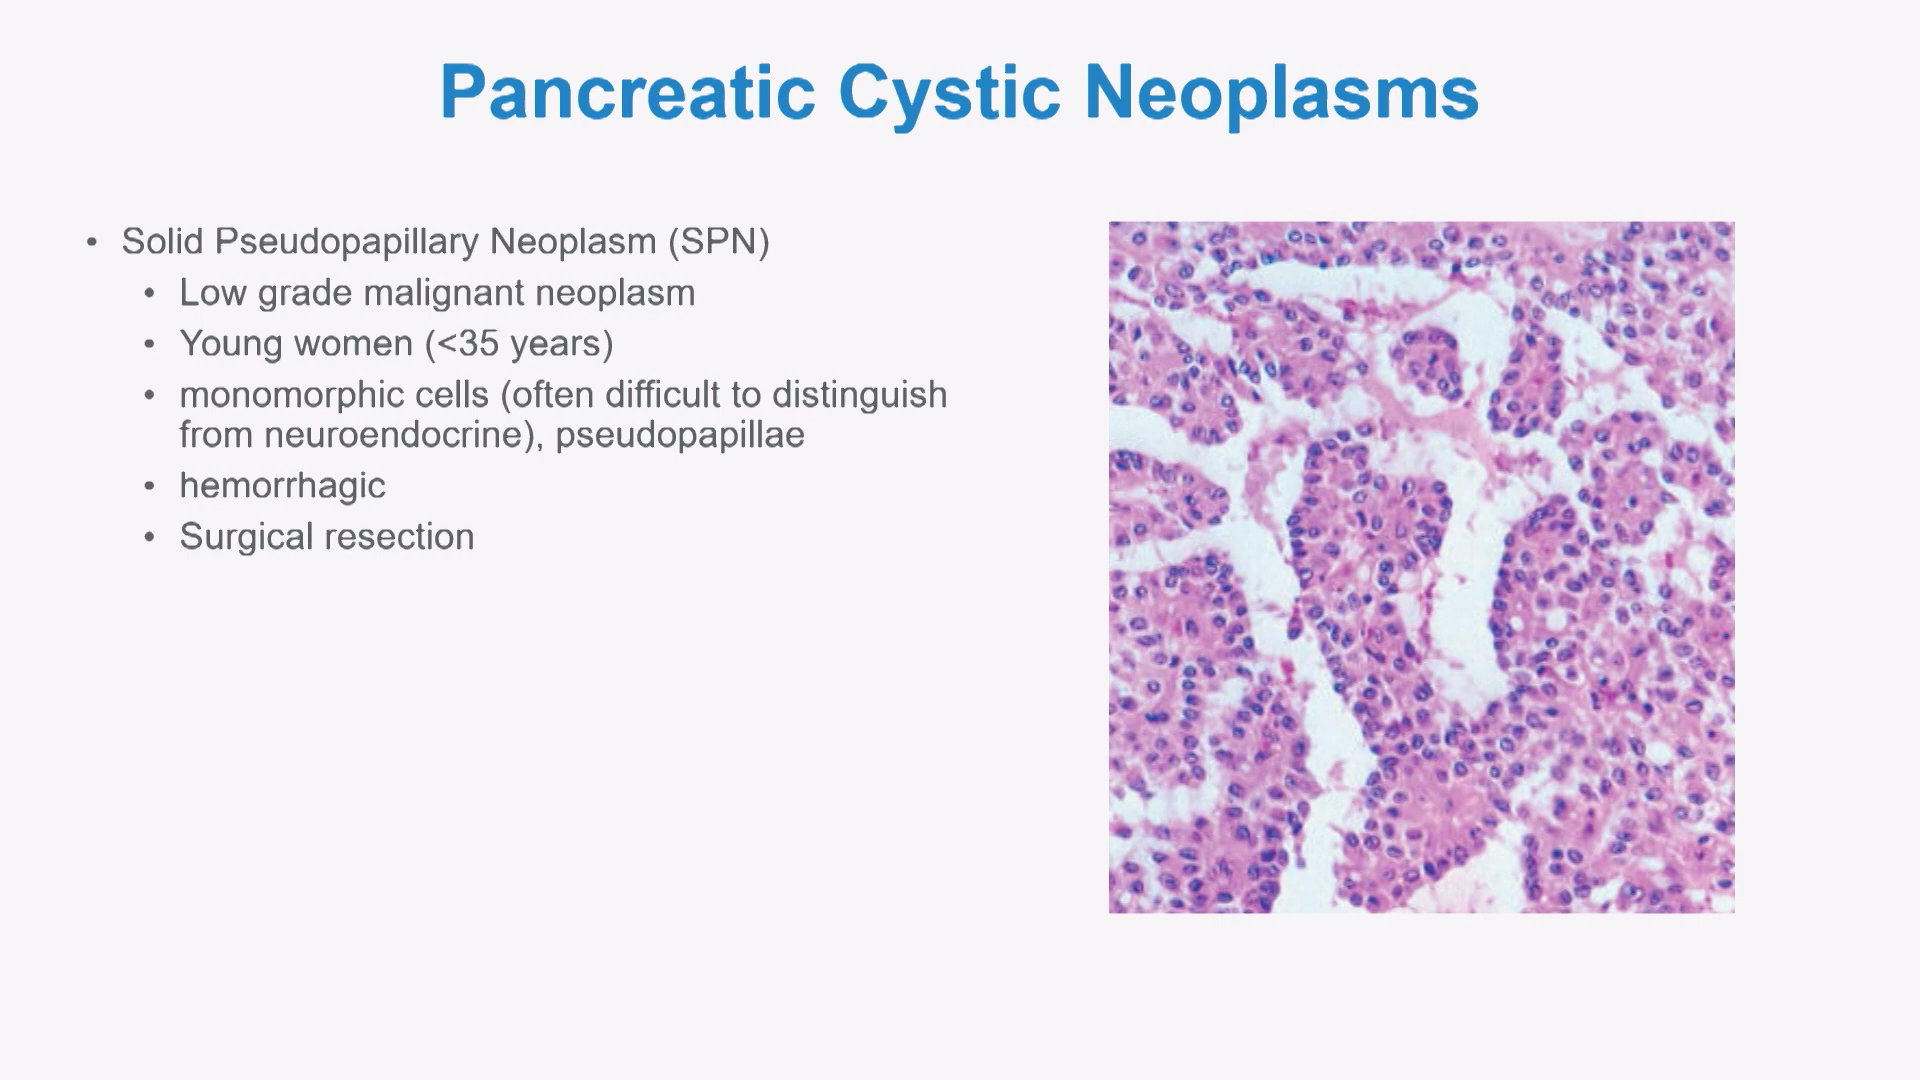 Pancreatic Cystic Neoplasms
• Solid Pseudopapillary Neoplasm (SPN)
• Low grade malignant neoplasm
• Young women (<35 years)
• monomorphic cells (often difficult to distinguish
from neuroendocrine), pseudopapillae
• hemorrhagic
• Surgical resection